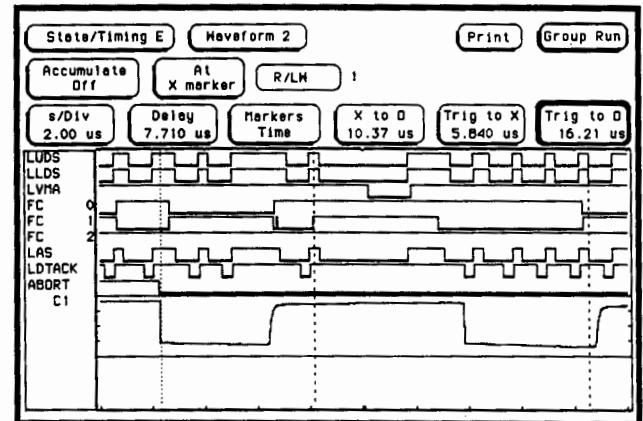 State/Timing E Waveform 2 Print Group Run
Accumulate Off At X marker R/LW 1
s/Div 2.00 us Delay 7.710 us Markers Time X to O 10.37 us Trig to X 5.840 us Trig to O 16.21 us
LUDS
LLDS
LVMA
FC 0
FC 1
FC 2
LAS
LDTACK
ABORT
C1